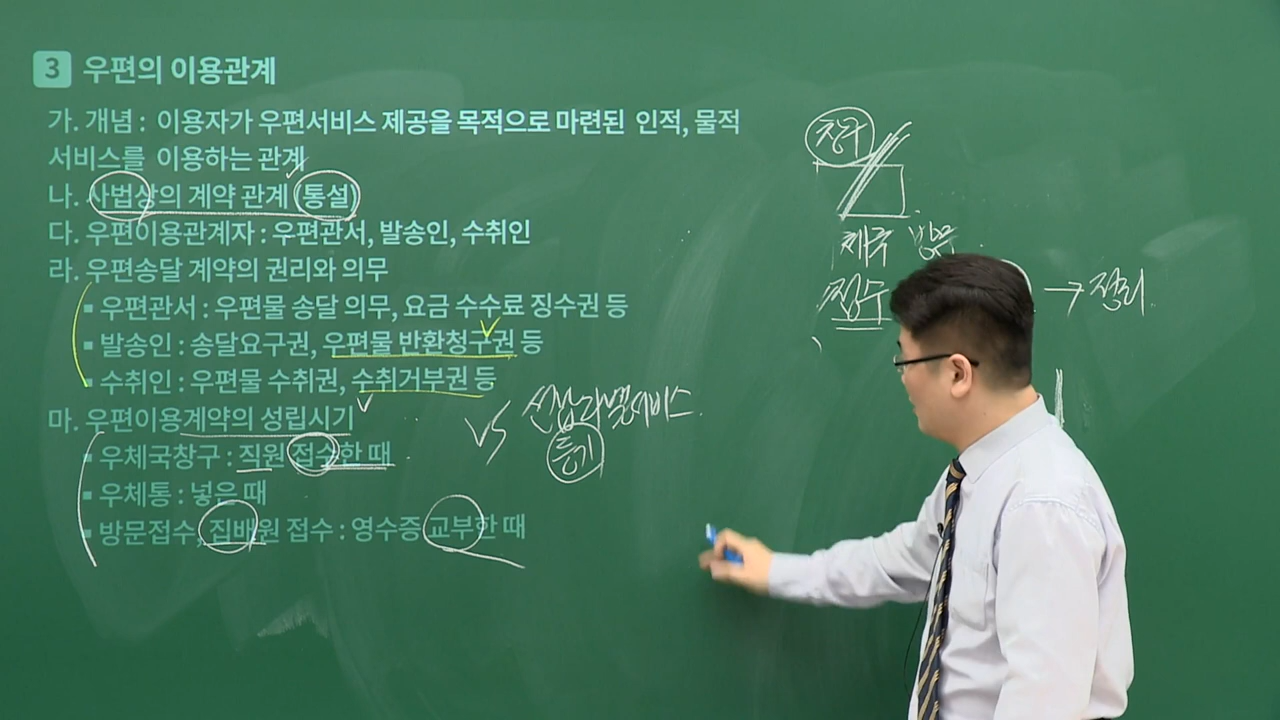 3 우편의 이용관계
가. 개념 : 이용자가 우편서비스 제공을 목적으로 마련된 인적, 물적
서비스를 이용하는 관계
나. 사법상의 계약 관계 (통설)
다. 우편이용관계자 : 우편관서, 발송인, 수취인
라. 우편송달 계약의 권리와 의무
▪ 우편관서 : 우편물 송달 의무, 요금 수수료 징수권 등
▪ 발송인 : 송달요구권, 우편물 반환청구권 등
▪ 수취인 : 우편물 수취권, 수취거부권 등
마. 우편이용계약의 성립시기
▪ 우체국창구 : 직원 접수한 때
▪ 우체통 : 넣은 때
▪ 방문접수, 집배원 접수 : 영수증 교부한 때
VS 선납라벨서비스
등기
창구
접수 → 정리